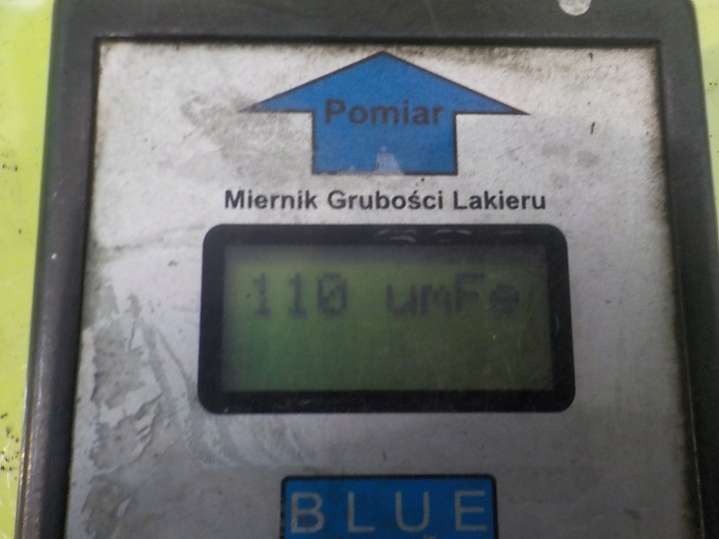 Pomiar
Miernik Grubości Lakieru
110 umFe
BLUE